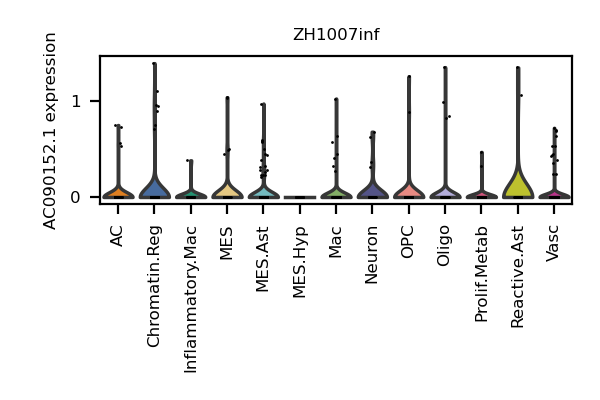 ZH1007inf
AC090152.1 expression
1
0
AC
Chromatin.Reg
Inflammatory.Mac
MES
MES.Ast
MES.Hyp
Mac
Neuron
OPC
Oligo
Prolif.Metab
Reactive.Ast
Vasc